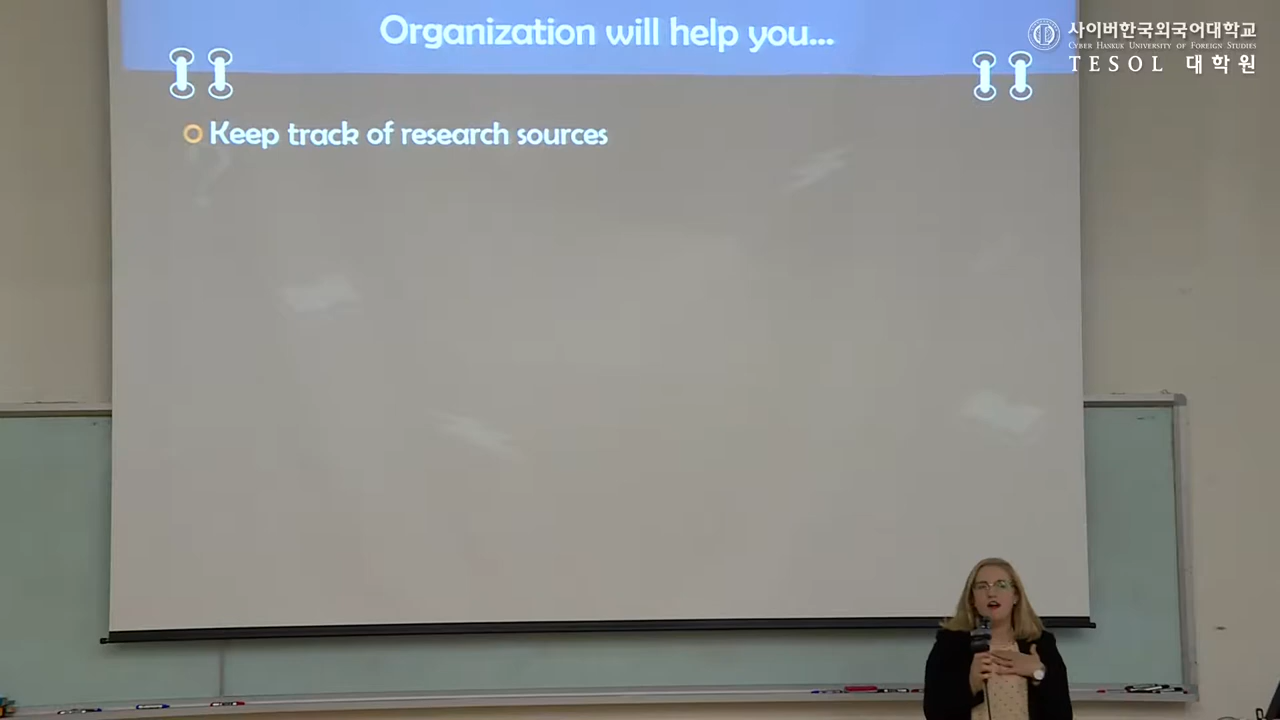 Organization will help you...
사이버한국외국어대학교
CYBER HANKUK UNIVERSITY OF FOREIGN STUDIES
TESOL 대학원
Keep track of research sources